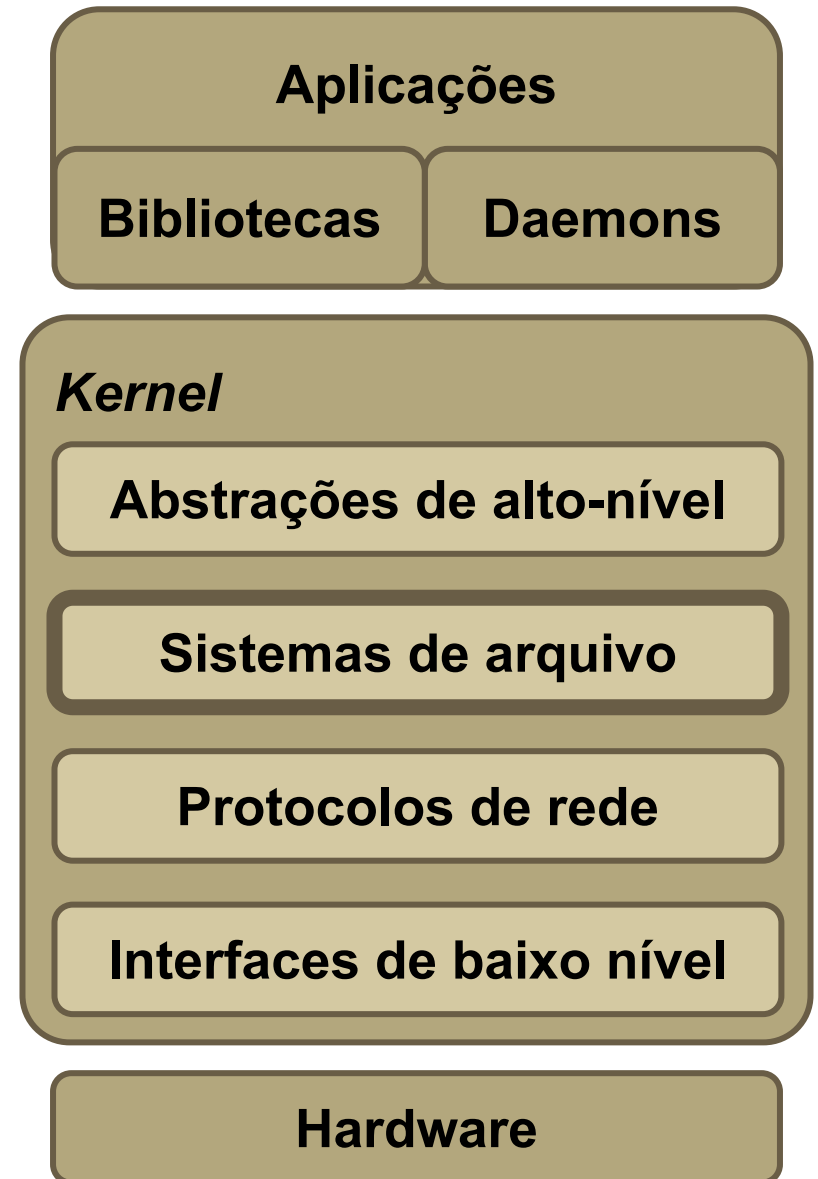 Aplicações
Bibliotecas Daemons
Kernel
Abstrações de alto-nível
Sistemas de arquivo
Protocolos de rede
Interfaces de baixo nível
Hardware